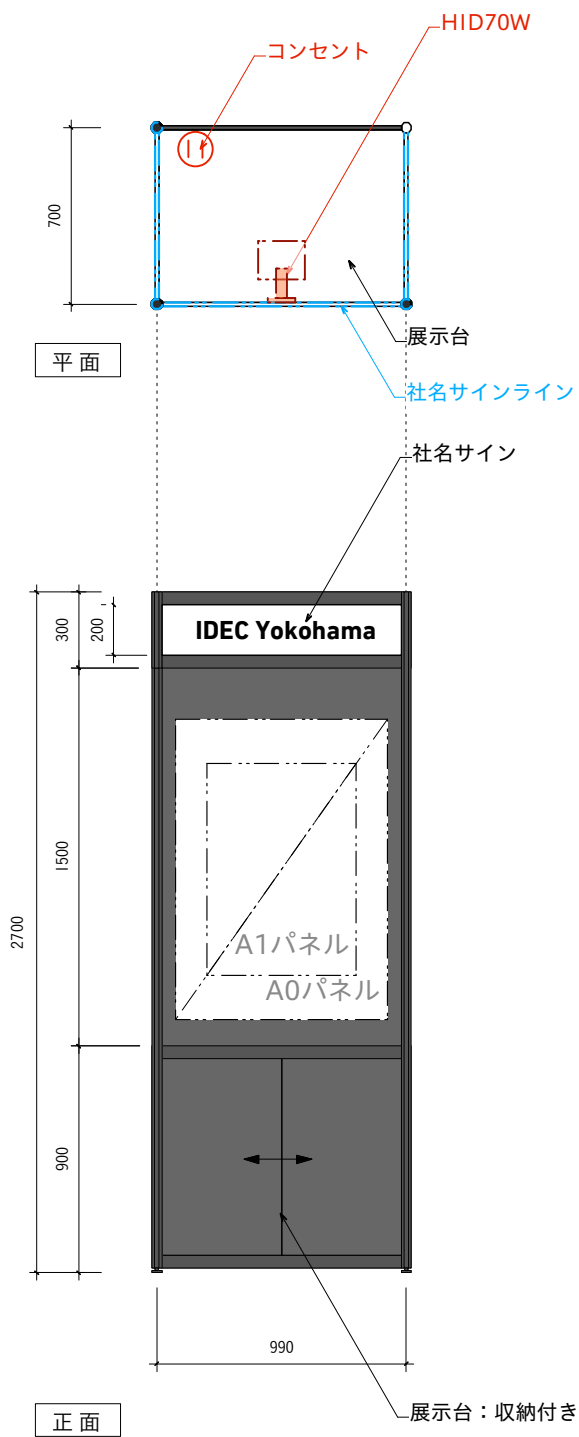 HID70W
コンセント
700
展示台
平 面
社名サインライン
社名サイン
300
200
IDEC Yokohama
1500
2700
A1パネル
A0パネル
900
990
展示台：収納付き
正 面